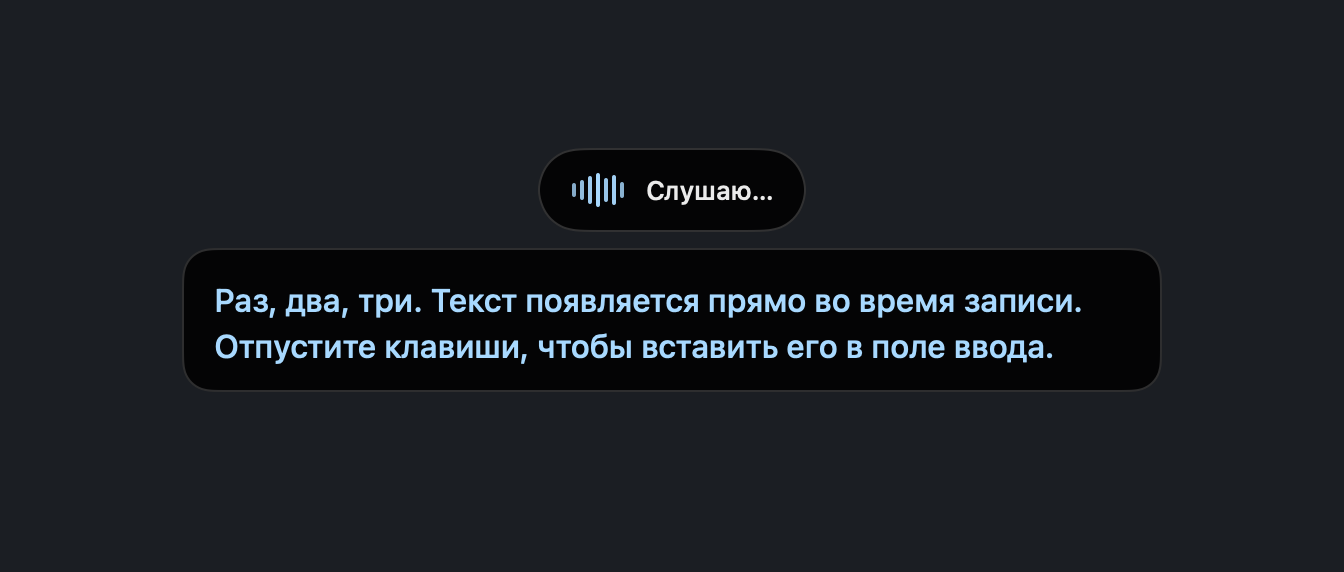 Слушаю...
Раз, два, три. Текст появляется прямо во время записи.
Отпустите клавиши, чтобы вставить его в поле ввода.